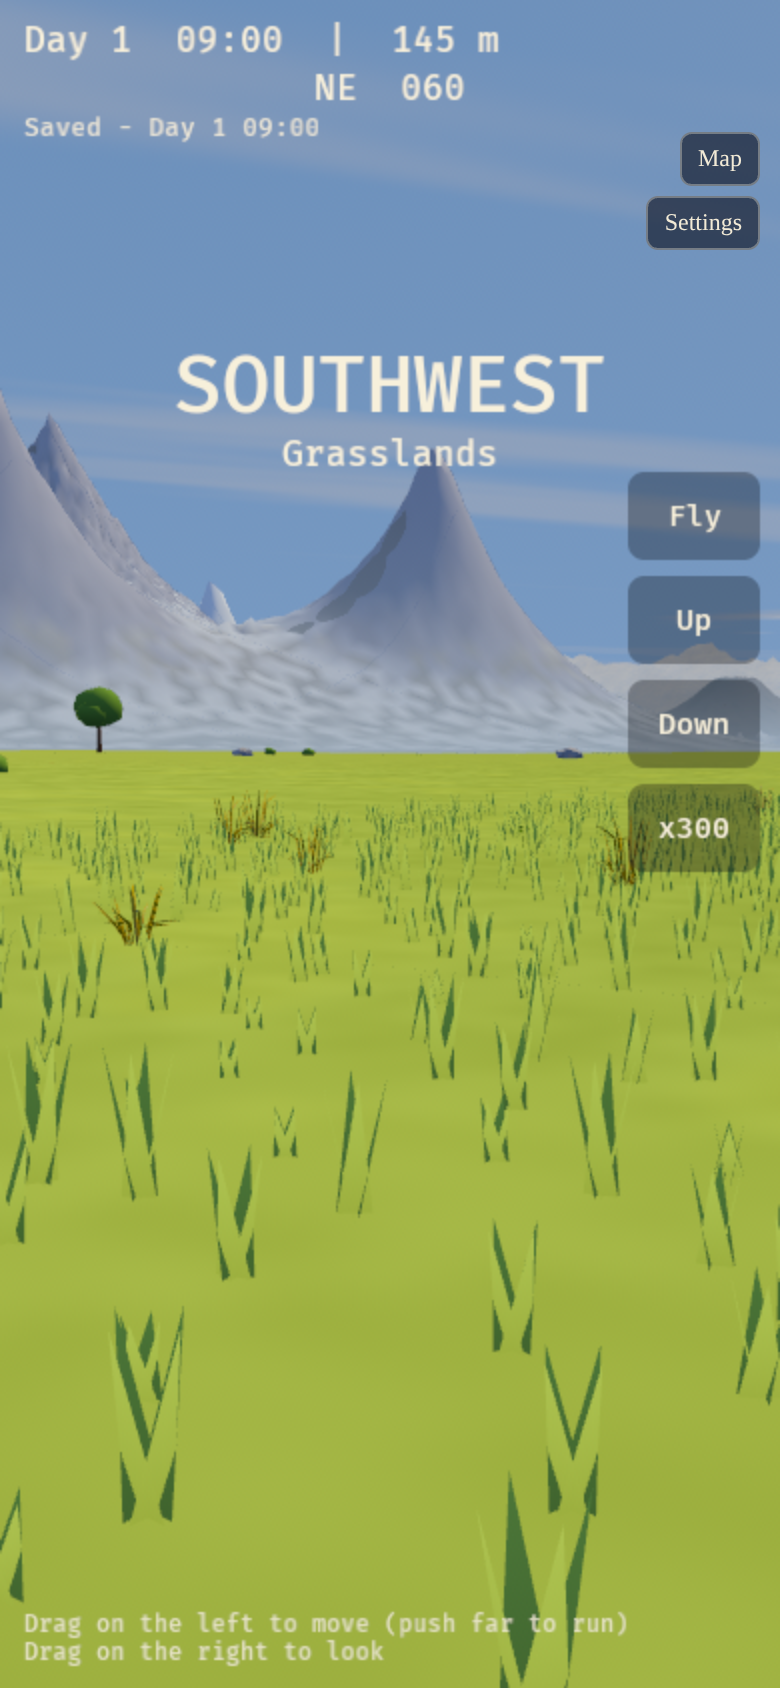 Day 1  09:00  |  145 m
NE  060
Saved - Day 1 09:00
Map
Settings
SOUTHWEST
Grasslands
Fly
Up
Down
x300
Drag on the left to move (push far to run)
Drag on the right to look